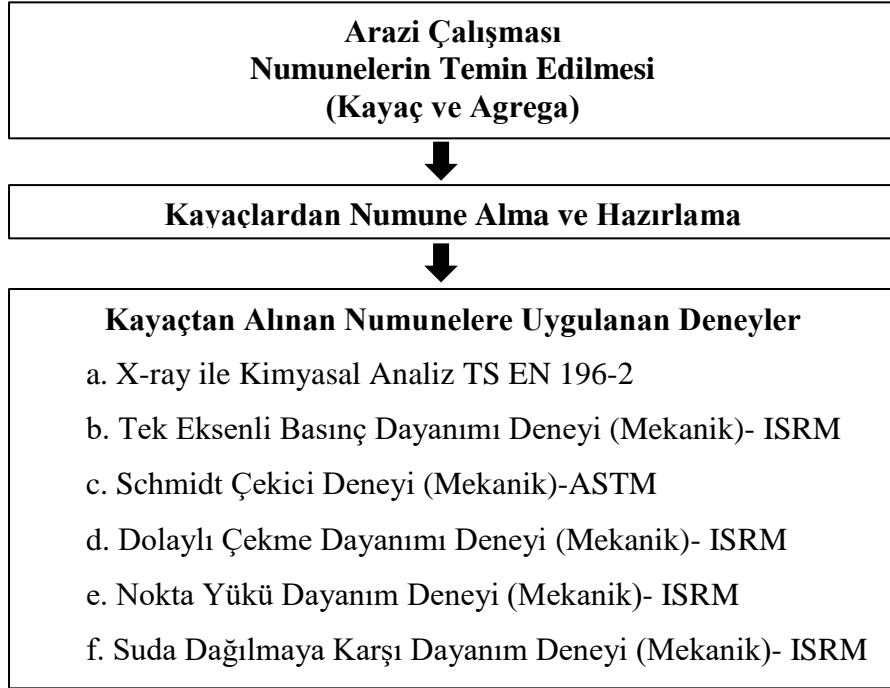 Arazi Çalışması
Numunelerin Temin Edilmesi
(Kayaç ve Agrega)
Kayaçlardan Numune Alma ve Hazırlama
Kayaçtan Alınan Numunelere Uygulanan Deneyler
a. X-ray ile Kimyasal Analiz TS EN 196-2
b. Tek Eksenli Basınç Dayanımı Deneyi (Mekanik)- ISRM
c. Schmidt Çekici Deneyi (Mekanik)-ASTM
d. Dolaylı Çekme Dayanımı Deneyi (Mekanik)- ISRM
e. Nokta Yükü Dayanım Deneyi (Mekanik)- ISRM
f. Suda Dağılmaya Karşı Dayanım Deneyi (Mekanik)- ISRM